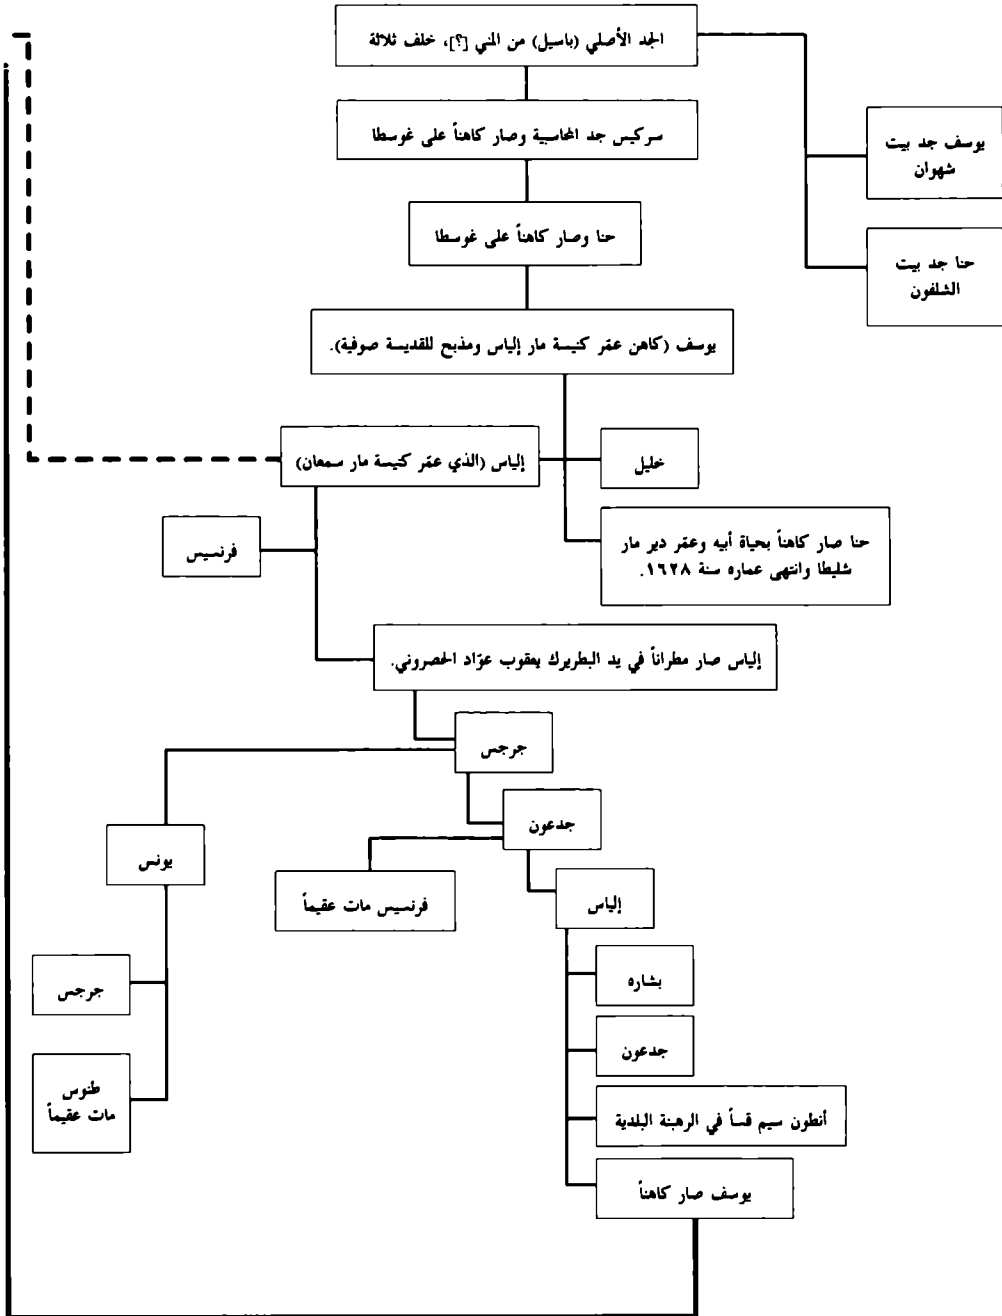 الجد الأصلي (باسيل) من المني [؟]، خلف ثلاثة
سركيس جد المحاسبية وصار كاهناً على غوسطا
يوسف جد بيت
شهوان
حنا وصار كاهناً على غوسطا
حنا جد بيت
الشلفون
يوسف (كاهن عمّر كنيسة مار إلياس ومذبح للقديسة صوفية).
خليل
إلياس (الذي عمّر كنيسة مار سمعان)
حنا صار كاهناً بحياة أبيه وعمّر دير مار
شليطا وانتهى عماره سنة ١٦٢٨.
فرنسيس
إلياس صار مطراناً في يد البطريرك يعقوب عوّاد الحصروني.
جرجس
جدعون
يونس
فرنسيس مات عقيماً
إلياس
بشاره
جرجس
جدعون
طنوس
مات عقيماً
أنطون سيم قساً في الرهبنة البلدية
يوسف صار كاهناً